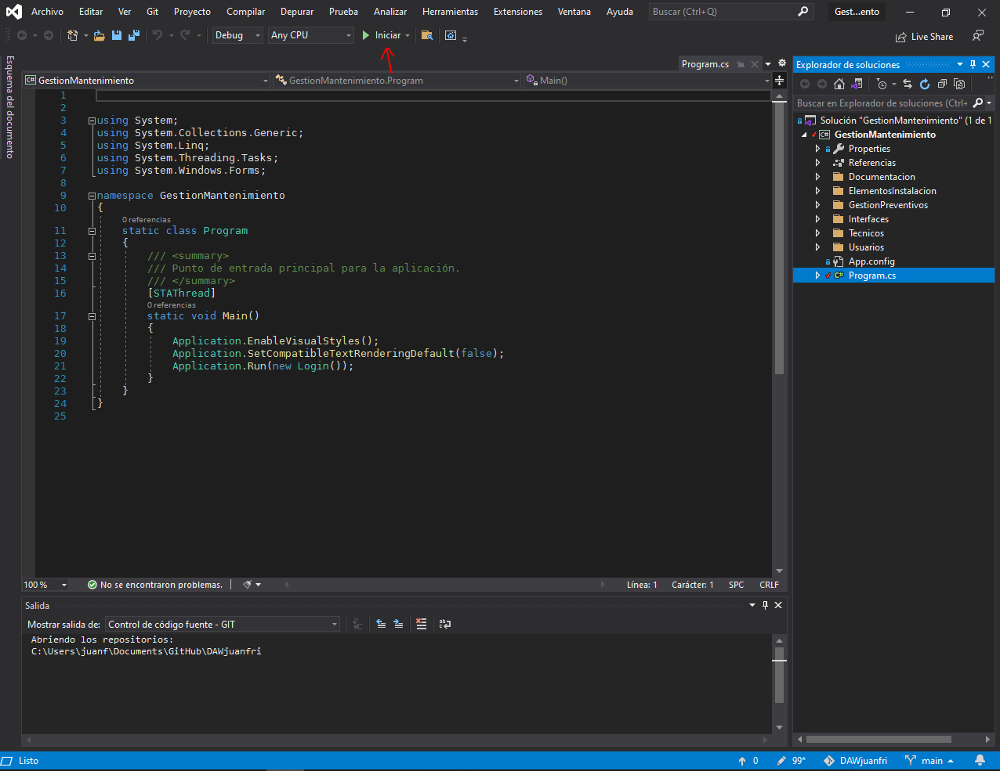 Archivo Editar Ver Git Proyecto Compilar Depurar Prueba Analizar Herramientas Extensiones Ventana Ayuda Buscar (Ctrl+Q) Gest...ento
Debug Any CPU Iniciar Live Share
Esquema del documento
Program.cs
GestionMantenimiento GestionMantenimiento.Program Main()
1
2
3 using System;
4 using System.Collections.Generic;
5 using System.Linq;
6 using System.Threading.Tasks;
7 using System.Windows.Forms;
8
9 namespace GestionMantenimiento
10 {
0 referencias
11 static class Program
12 {
13 /// <summary>
14 /// Punto de entrada principal para la aplicación.
15 /// </summary>
16 [STAThread]
0 referencias
17 static void Main()
18 {
19 Application.EnableVisualStyles();
20 Application.SetCompatibleTextRenderingDefault(false);
21 Application.Run(new Login());
22 }
23 }
24 }
25
100 % No se encontraron problemas. Línea: 1 Carácter: 1 SPC CRLF
Salida
Mostrar salida de: Control de código fuente - GIT
Abriendo los repositorios:
C:\Users\juanf\Documents\GitHub\DAWjuanfri
Explorador de soluciones
Buscar en Explorador de soluciones (Ctrl+
Solución "GestionMantenimiento" (1 de 1
GestionMantenimiento
Properties
Referencias
Documentacion
ElementosInstalacion
GestionPreventivos
Interfaces
Tecnicos
Usuarios
App.config
Program.cs
Listo 0 99* DAWjuanfri main